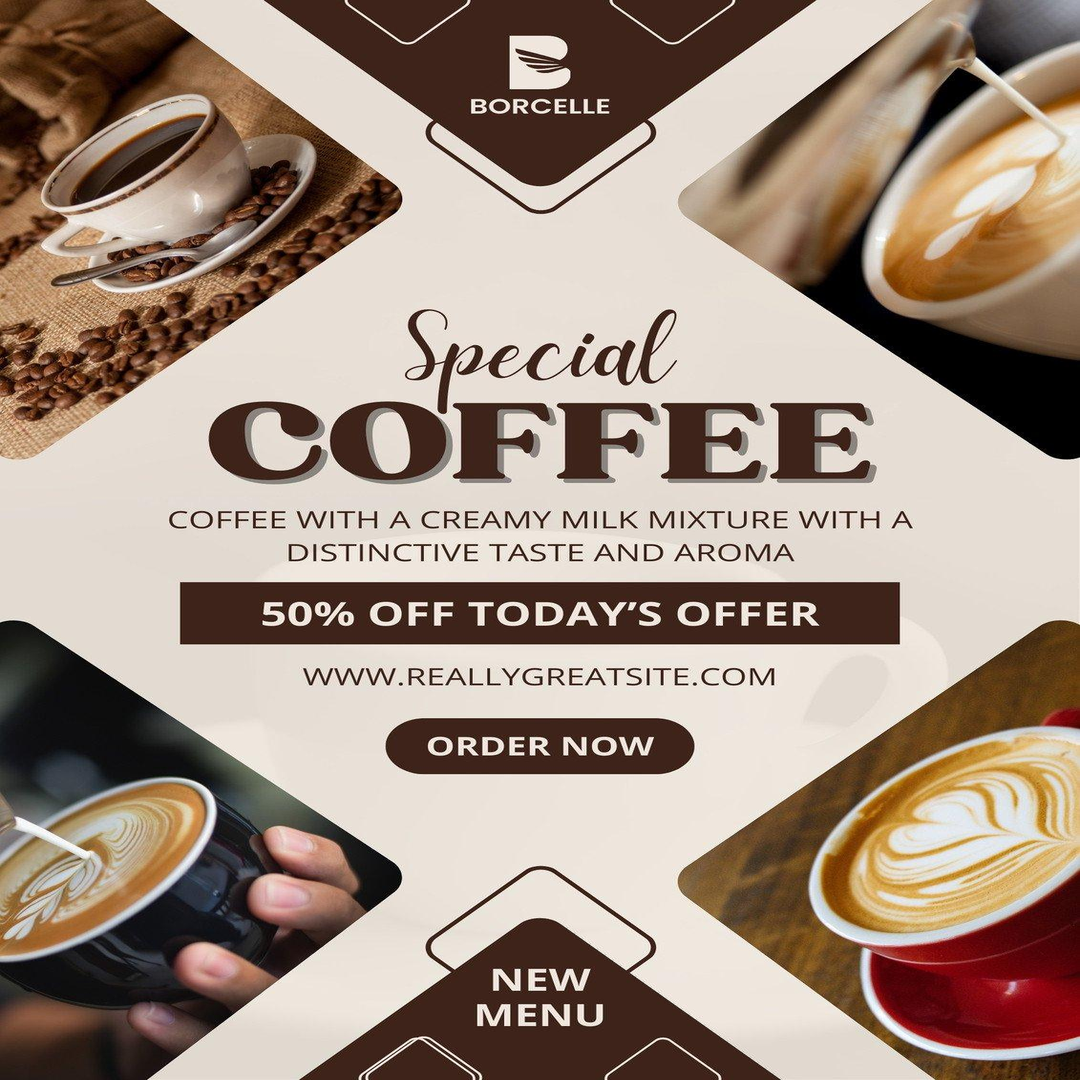 BORCELLE
Special
COFFEE
COFFEE WITH A CREAMY MILK MIXTURE WITH A
DISTINCTIVE TASTE AND AROMA
50% OFF TODAY’S OFFER
WWW.REALLYGREATSITE.COM
ORDER NOW
NEW
MENU